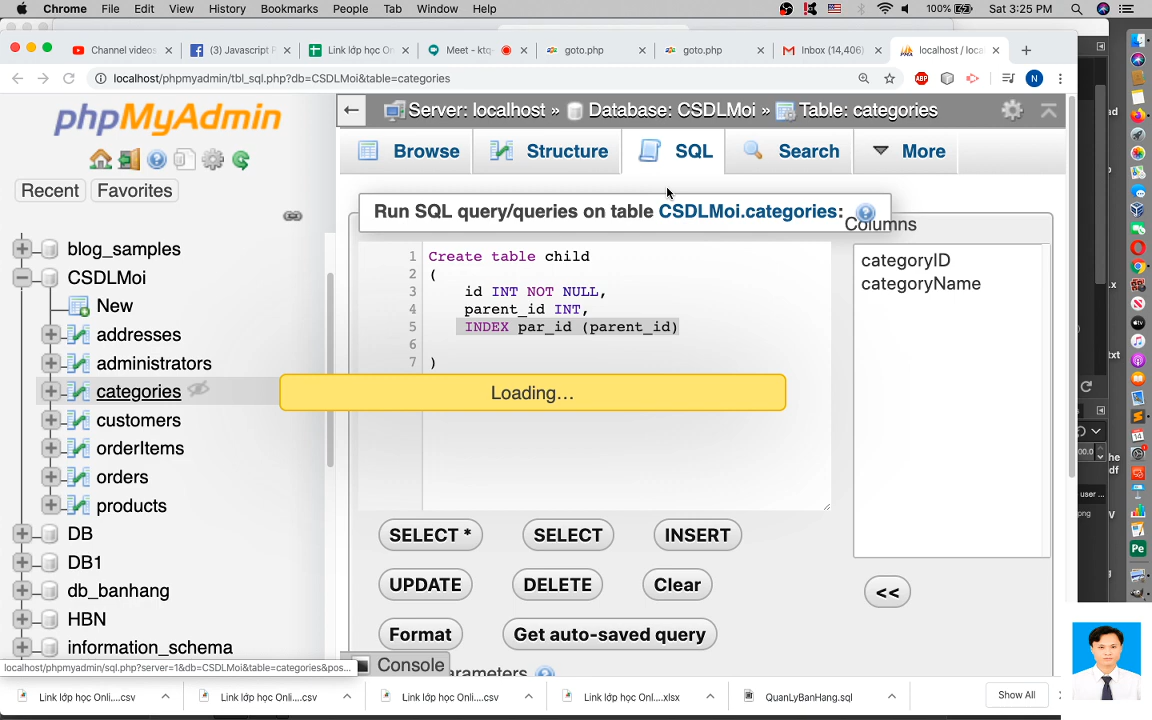 Chrome File Edit View History Bookmarks People Tab Window Help 100% Sat 3:25 PM
Channel videos (3) Javascript F Link lớp học On Meet - ktq- goto.php goto.php Inbox (14,406) localhost / loca
localhost/phpmyadmin/tbl_sql.php?db=CSDLMoi&table=categories
phpMyAdmin
Server: localhost » Database: CSDLMoi » Table: categories
Browse Structure SQL Search More
Recent Favorites
Run SQL query/queries on table CSDLMoi.categories:
Columns
blog_samples
CSDLMoi
New
addresses
administrators
categories
customers
orderItems
orders
products
DB
DB1
db_banhang
HBN
information_schema
1 Create table child
2 (
3 id INT NOT NULL,
4 parent_id INT,
5 INDEX par_id (parent_id)
6
7 )
categoryID
categoryName
Loading...
SELECT * SELECT INSERT
UPDATE DELETE Clear
<<
Format Get auto-saved query
Console
arameters
localhost/phpmyadmin/sql.php?server=1&db=CSDLMoi&table=categories&pos...
Link lớp học Onli....csv Link lớp học Onli....csv Link lớp học Onli....csv Link lớp học Onl....xlsx QuanLyBanHang.sql Show All